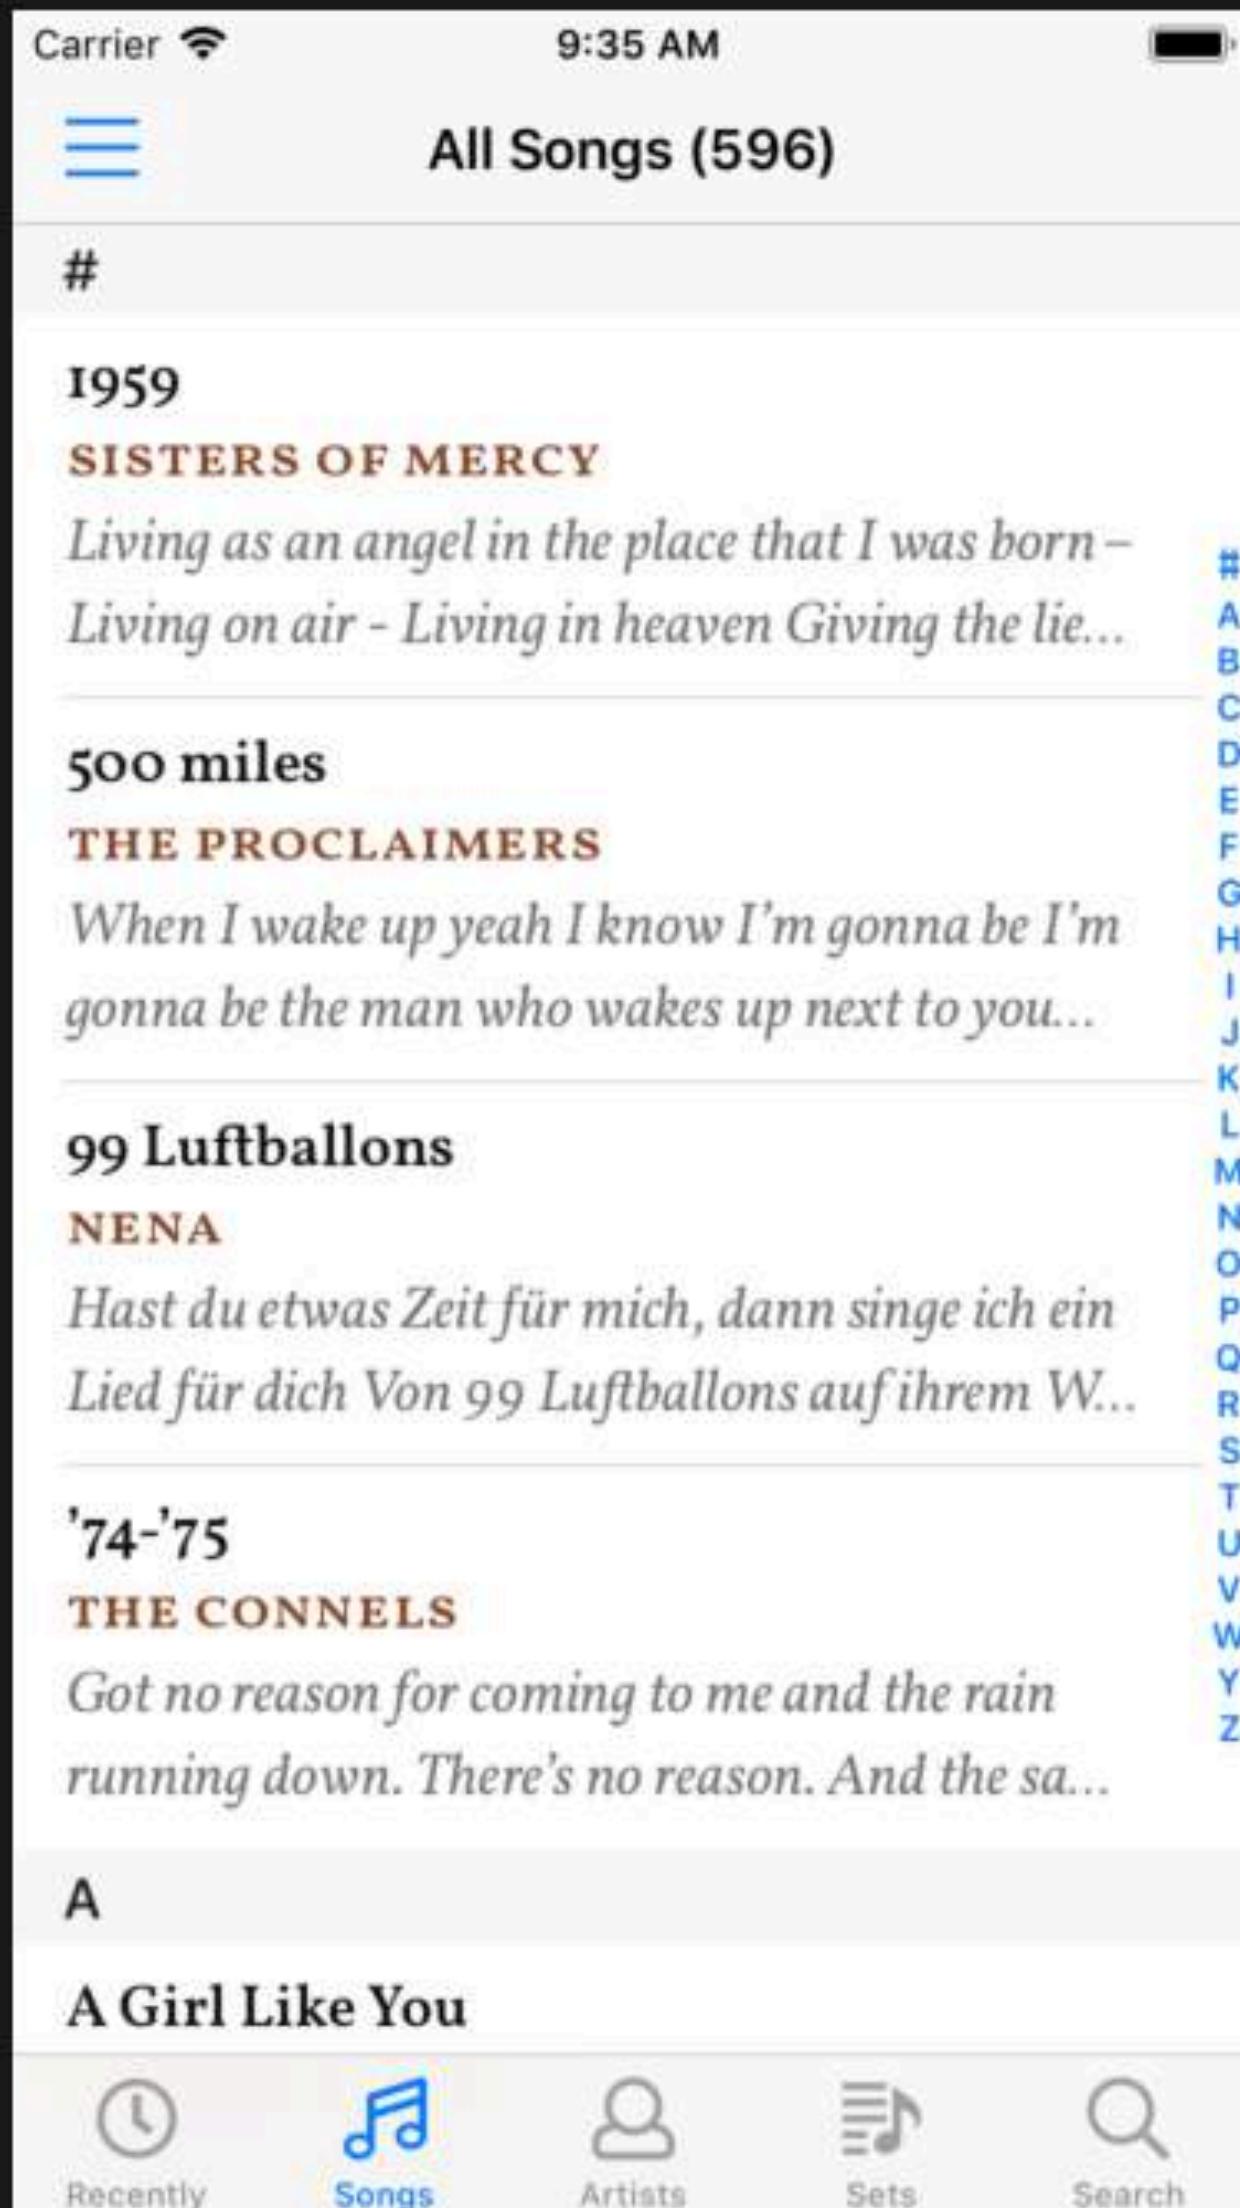 Carrier
9:35 AM
All Songs (596)
#
1959
SISTERS OF MERCY
Living as an angel in the place that I was born –
Living on air - Living in heaven Giving the lie...
500 miles
THE PROCLAIMERS
When I wake up yeah I know I’m gonna be I’m
gonna be the man who wakes up next to you...
99 Luftballons
NENA
Hast du etwas Zeit für mich, dann singe ich ein
Lied für dich Von 99 Luftballons auf ihrem W...
’74-’75
THE CONNELS
Got no reason for coming to me and the rain
running down. There’s no reason. And the sa...
A
A Girl Like You
#
A
B
C
D
E
F
G
H
I
J
K
L
M
N
O
P
Q
R
S
T
U
V
W
Y
Z
Recently
Songs
Artists
Sets
Search